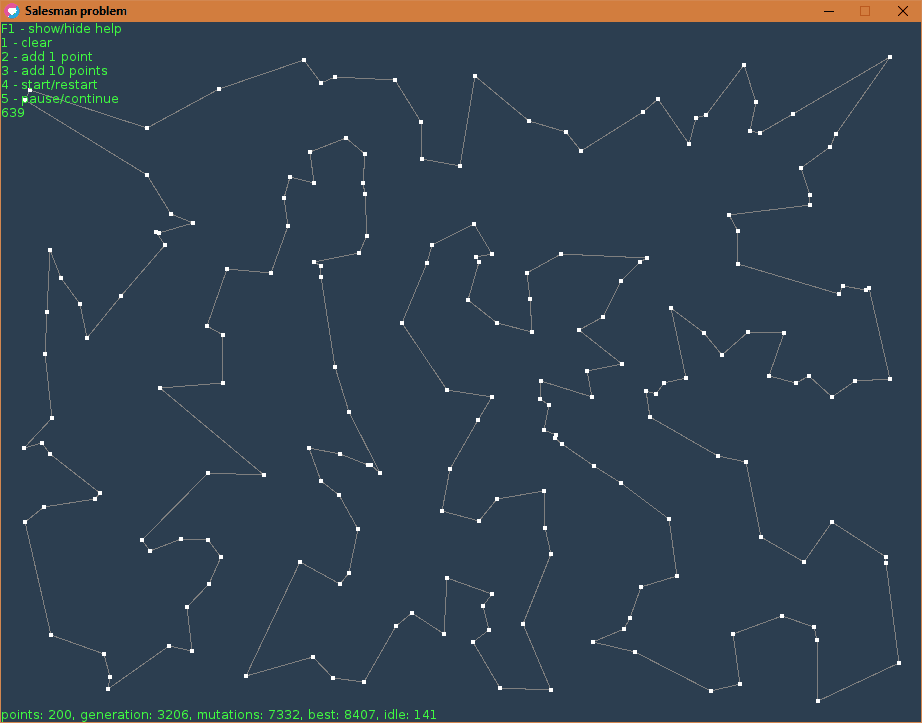 Salesman problem
F1 - show/hide help
1 - clear
2 - add 1 point
3 - add 10 points
4 - start/restart
5 - pause/continue
639
points: 200, generation: 3206, mutations: 7332, best: 8407, idle: 141